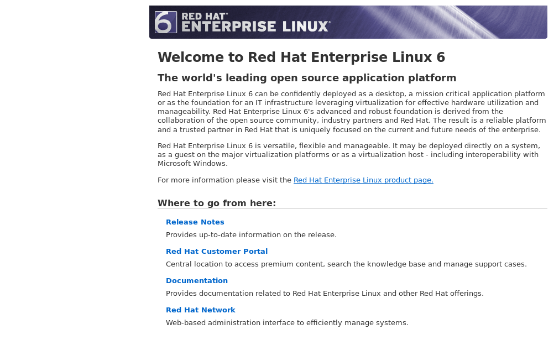 6 RED HAT
ENTERPRISE LINUX
Welcome to Red Hat Enterprise Linux 6
The world's leading open source application platform
Red Hat Enterprise Linux 6 can be confidently deployed as a desktop, a mission critical application platform
or as the foundation for an IT infrastructure leveraging virtualization for effective hardware utilization and
manageability. Red Hat Enterprise Linux 6's advanced and robust foundation is derived from the
collaboration of the open source community, industry partners and Red Hat. The result is a reliable platform
and a trusted partner in Red Hat that is uniquely focused on the current and future needs of the enterprise.
Red Hat Enterprise Linux 6 is versatile, flexible and manageable. It may be deployed directly on a system,
as a guest on the major virtualization platforms or as a virtualization host - including interoperability with
Microsoft Windows.
For more information please visit the Red Hat Enterprise Linux product page.
Where to go from here:
Release Notes
Provides up-to-date information on the release.
Red Hat Customer Portal
Central location to access premium content, search the knowledge base and manage support cases.
Documentation
Provides documentation related to Red Hat Enterprise Linux and other Red Hat offerings.
Red Hat Network
Web-based administration interface to efficiently manage systems.